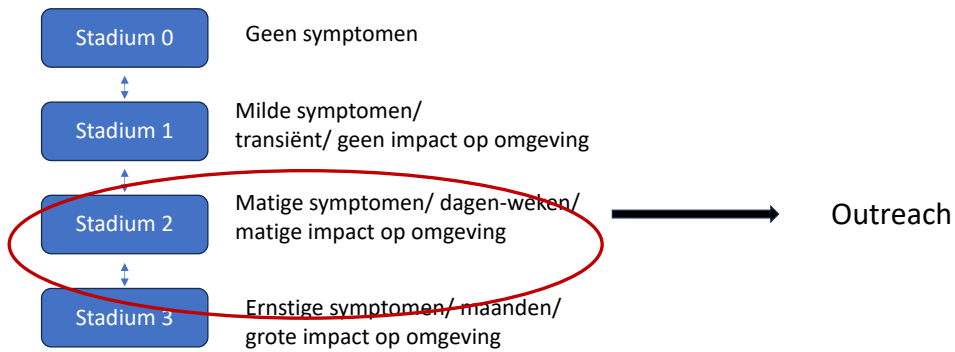 Stadium 0
Geen symptomen
Stadium 1
Milde symptomen/
transiënt/ geen impact op omgeving
Stadium 2
Matige symptomen/ dagen-weken/
matige impact op omgeving
Outreach
Stadium 3
Ernstige symptomen/ maanden/
grote impact op omgeving